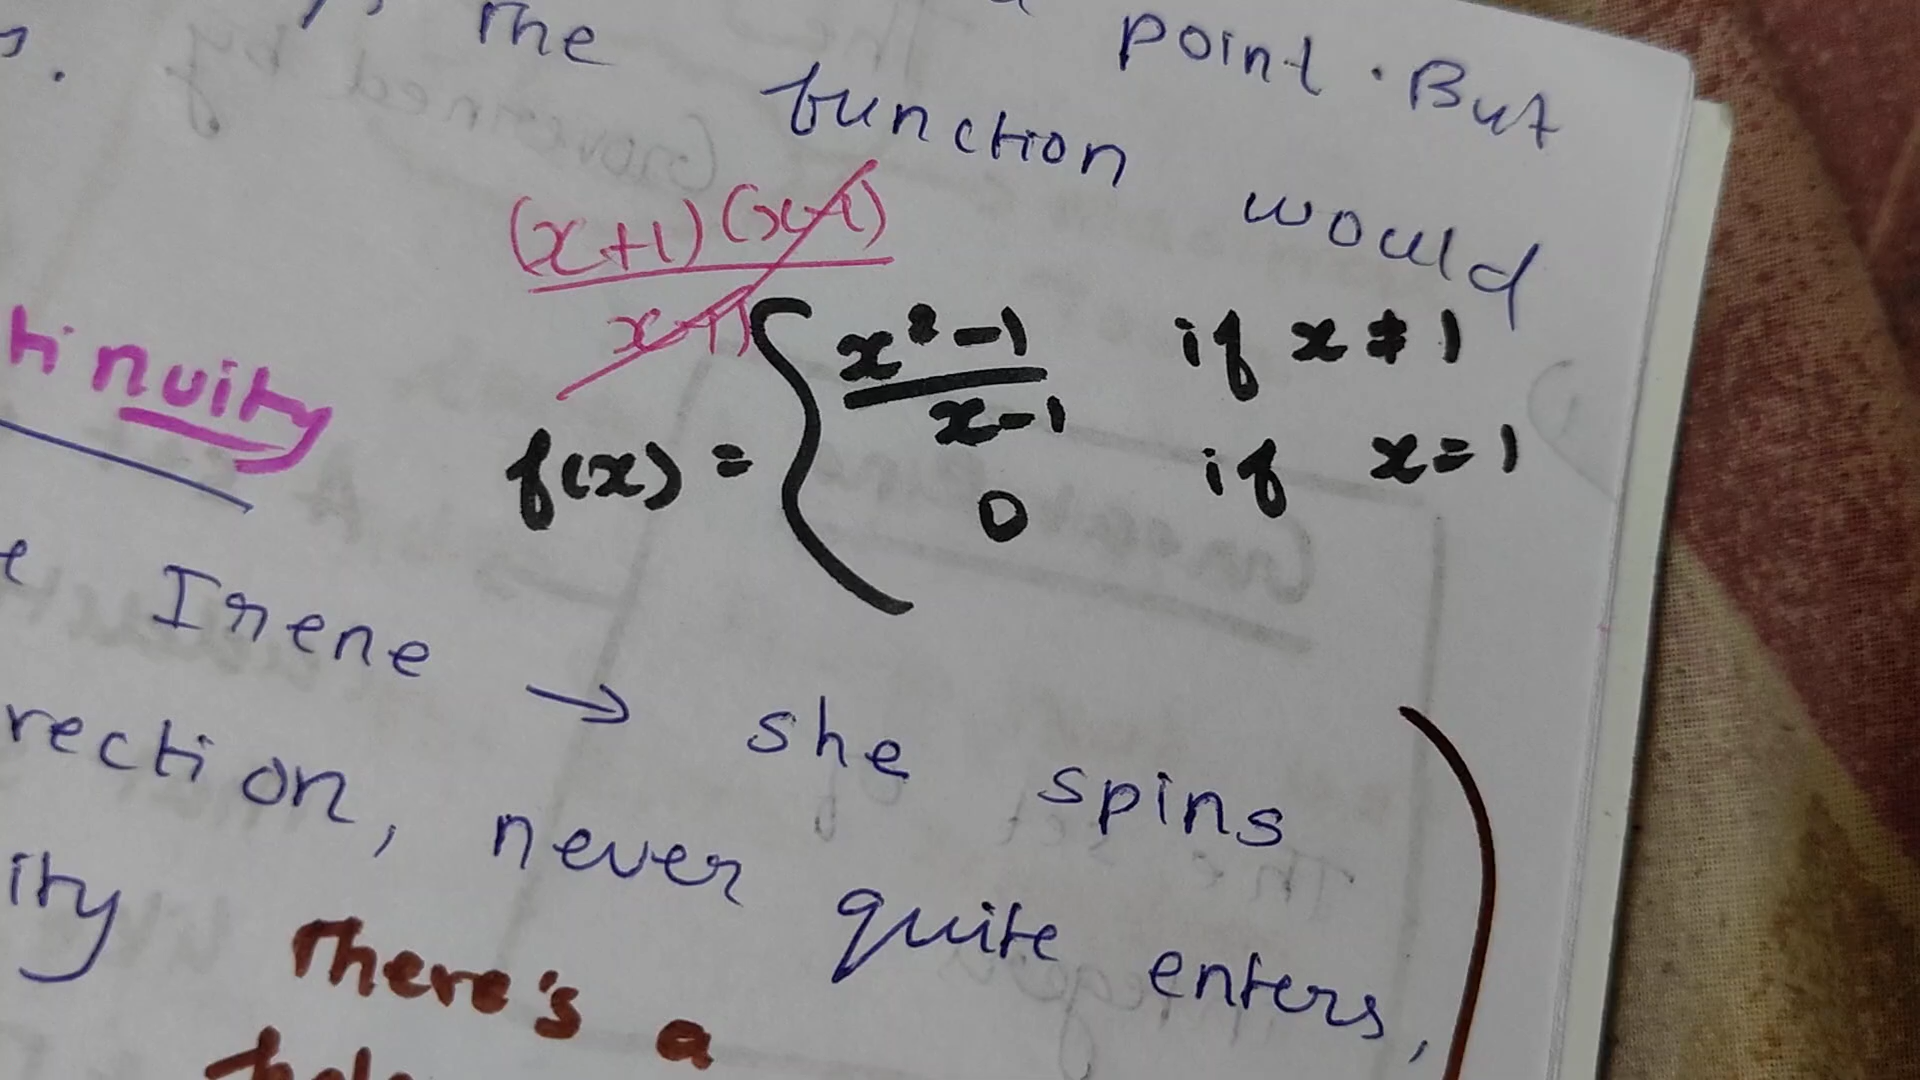 The point. But
function would
(x+1)(x-1)
x-1
tinuity
f(x) = { x²-1 / x-1 if x ≠ 1
0 if x = 1
Irene → she spins
rection, never quite enters,
ity There's a